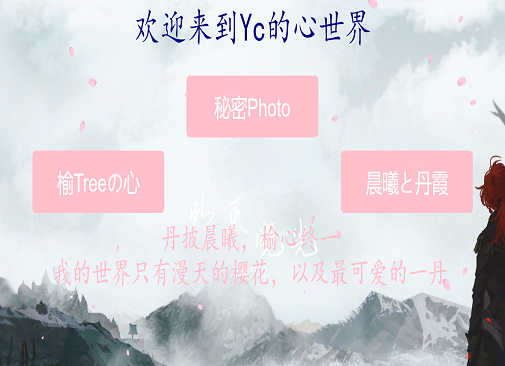 欢迎来到Yc的心世界
秘密Photo
榆Treeの心
晨曦と丹霞
丹披晨曦，榆心终一
我的世界只有漫天的樱花，以及最可爱的一丹